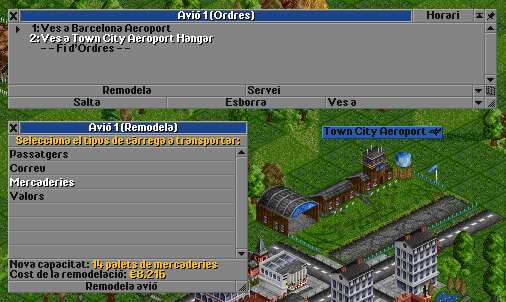 Avió 1 (Ordres)
Horari
1: Ves a Barcelona Aeroport
2: Ves a Town City Aeroport Hangar
- - Fi d'Ordres - -
Remodela
Servei
Salta
Esborra
Ves a
Avió 1 (Remodela)
Selecciona el tipus de càrrega a transportar:
Passatgers
Correu
Mercaderies
Valors
Nova capacitat: 14 palets de mercaderies
Cost de la remodelació: €8,216
Remodela avió
Town City Aeroport